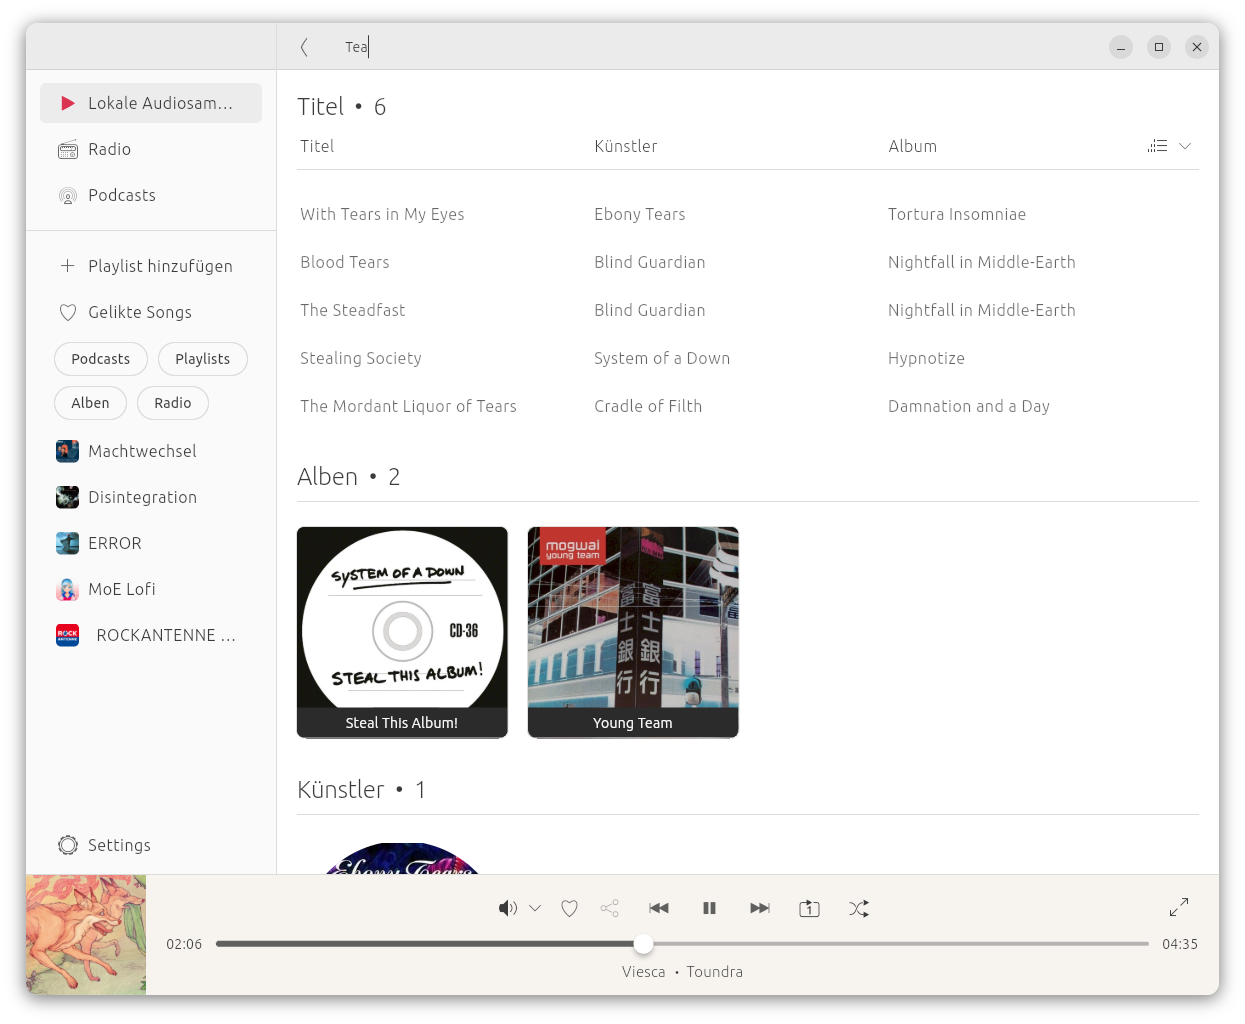 Tea
Lokale Audiosam...
Radio
Podcasts
Playlist hinzufügen
Gelikte Songs
Podcasts
Playlists
Alben
Radio
Machtwechsel
Disintegration
ERROR
MoE Lofi
ROCK
ANTENNE
ROCKANTENNE ...
Settings
Titel • 6
Titel Künstler Album
With Tears in My Eyes Ebony Tears Tortura Insomniae
Blood Tears Blind Guardian Nightfall in Middle-Earth
The Steadfast Blind Guardian Nightfall in Middle-Earth
Stealing Society System of a Down Hypnotize
The Mordant Liquor of Tears Cradle of Filth Damnation and a Day
Alben • 2
SYSTEM OF A DOWN
CD-36
STEAL THIS ALBUM!
Steal This Album!
mogwai
young team
富士銀行
富士銀行
Young Team
Künstler • 1
Ebony Tears
1
02:06
04:35
Viesca • Toundra